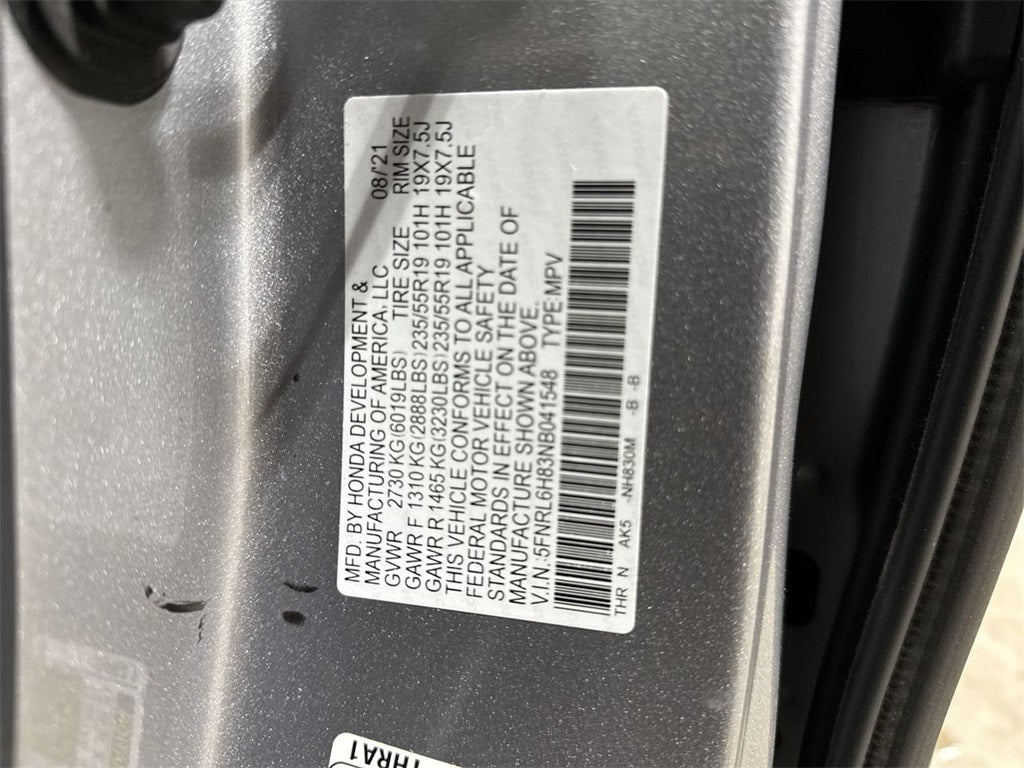 MFD. BY HONDA DEVELOPMENT &
MANUFACTURING OF AMERICA, LLC 08/'21
GVWR 2730 KG(6019LBS) TIRE SIZE RIM SIZE
GAWR F 1310 KG(2888LBS) 235/55R19 101H 19X7.5J
GAWR R 1465 KG(3230LBS) 235/55R19 101H 19X7.5J
THIS VEHICLE CONFORMS TO ALL APPLICABLE
FEDERAL MOTOR VEHICLE SAFETY
STANDARDS IN EFFECT ON THE DATE OF
MANUFACTURE SHOWN ABOVE.
V.I.N.:5FNRL6H83NB041548 TYPE:MPV
THR N AK5 -NH830M -B -B
THRA1